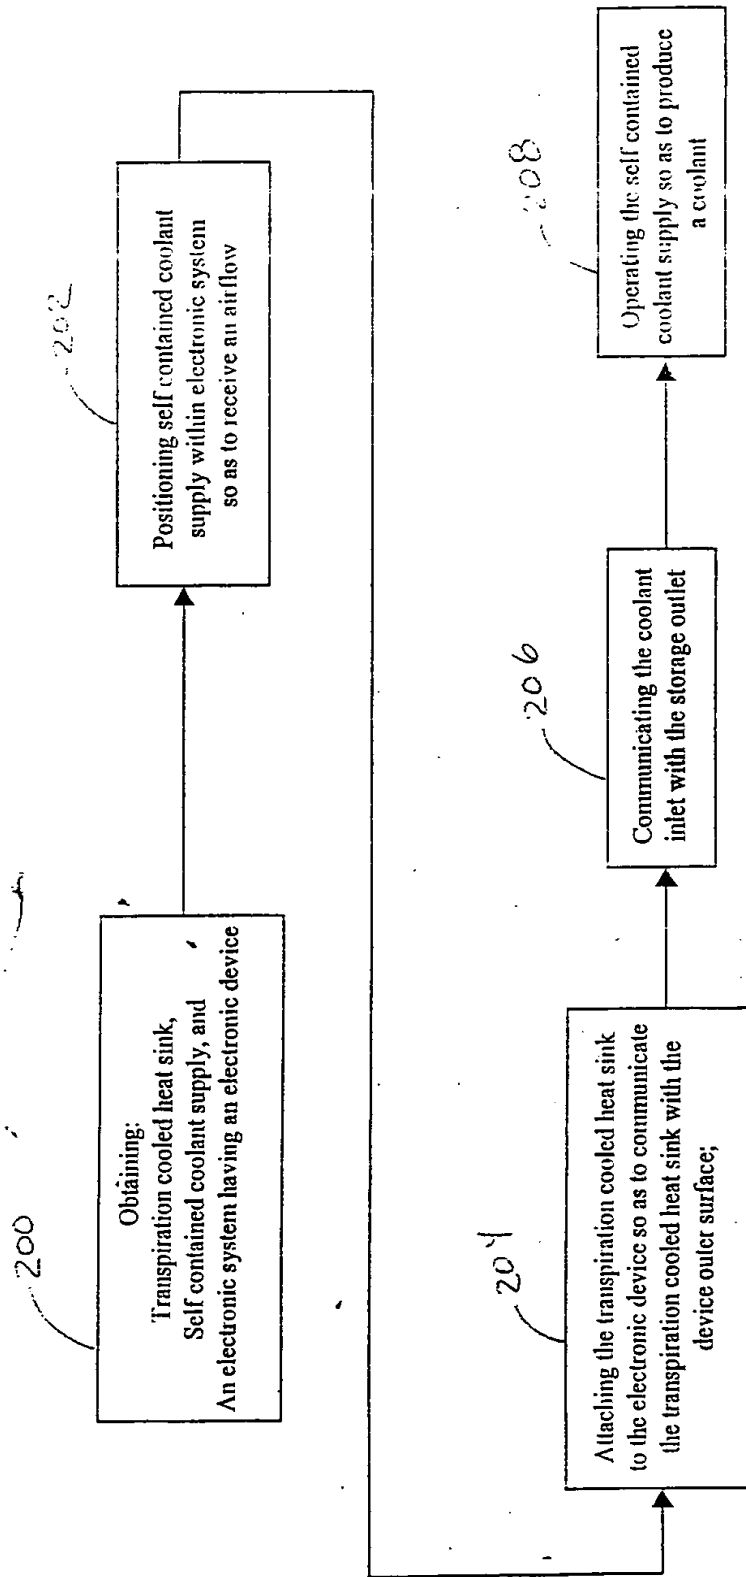 200
Obtaining:
Transpiration cooled heat sink,
Self contained coolant supply, and
An electronic system having an electronic device
202
Positioning self contained coolant
supply within electronic system
so as to receive an airflow
204
Attaching the transpiration cooled heat sink
to the electronic device so as to communicate
the transpiration cooled heat sink with the
device outer surface;
206
Communicating the coolant
inlet with the storage outlet
208
Operating the self contained
coolant supply so as to produce
a coolant